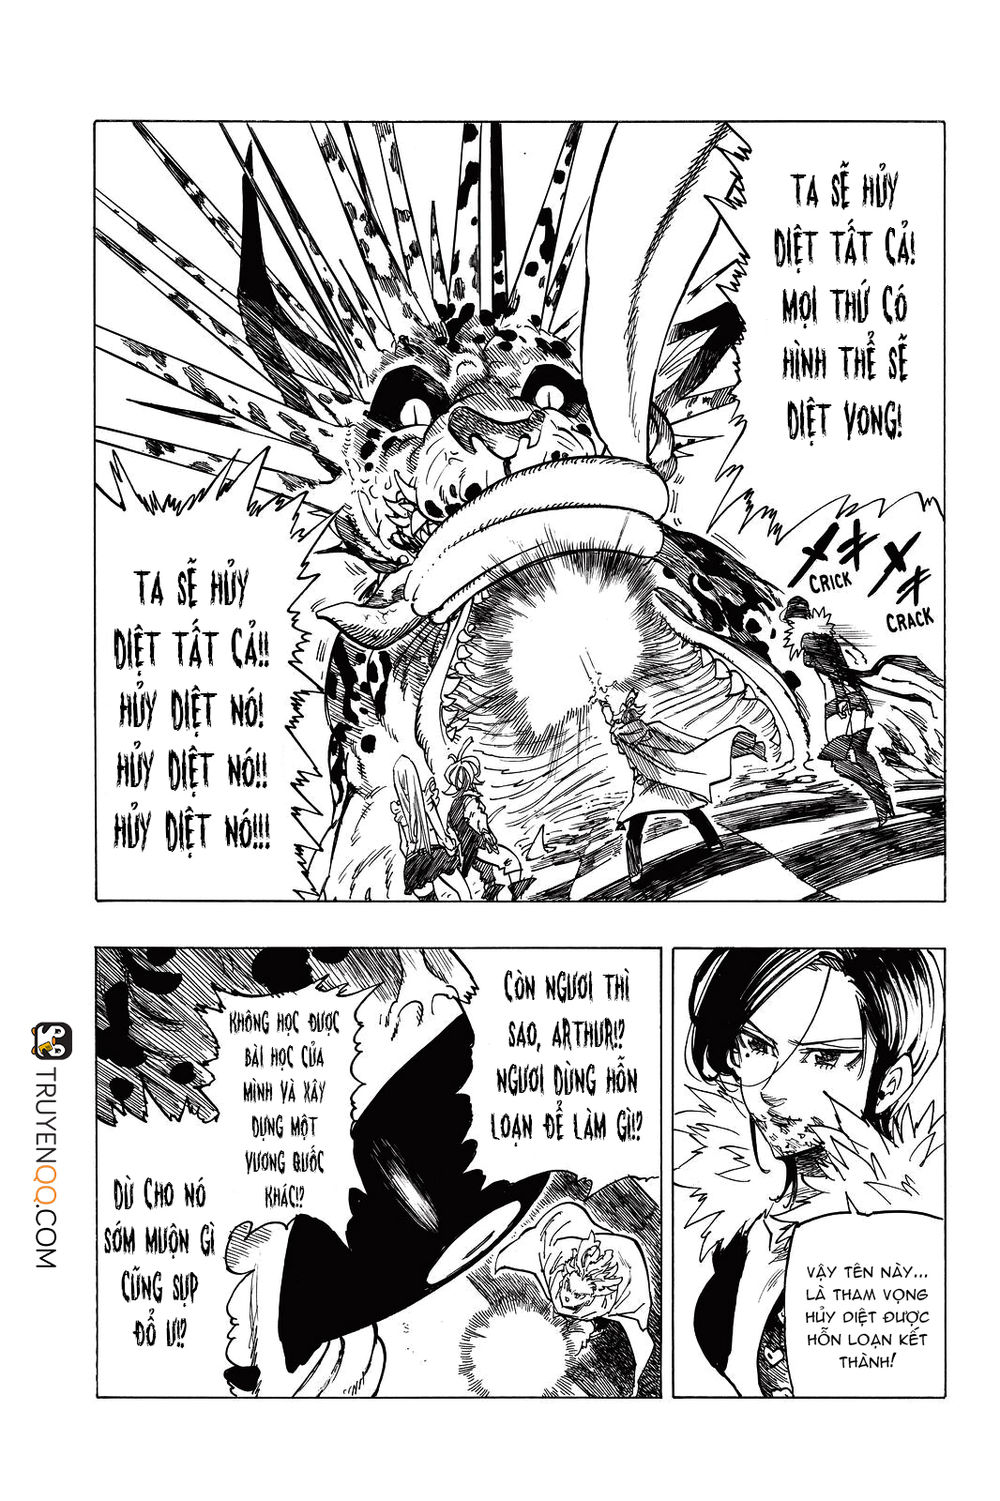 TA SẼ HỦY
DIỆT TẤT CẢ!
MỌI THỨ CÓ
HÌNH THỂ SẼ
DIỆT VONG!
メキ
メキ
CRICK
CRACK
TA SẼ HỦY
DIỆT TẤT CẢ!!
HỦY DIỆT NÓ!
HỦY DIỆT NÓ!!
HỦY DIỆT NÓ!!!
VẬY TÊN NÀY...
LÀ THAM VỌNG
HỦY DIỆT ĐƯỢC
HỖN LOẠN KẾT
THÀNH!
CÒN NGƯƠI THÌ
SAO, ARTHUR!?
NGƯƠI DÙNG HỖN
LOẠN ĐỂ LÀM GÌ!?
KHÔNG HỌC ĐƯỢC
BÀI HỌC CỦA
MÌNH VÀ XÂY
DỰNG MỘT
VƯƠNG QUỐC
KHÁC!?
DÙ CHO NÓ
SỚM MUỘN GÌ
CŨNG SỤP
ĐỔ Ư!?
TRUYENQQ.COM